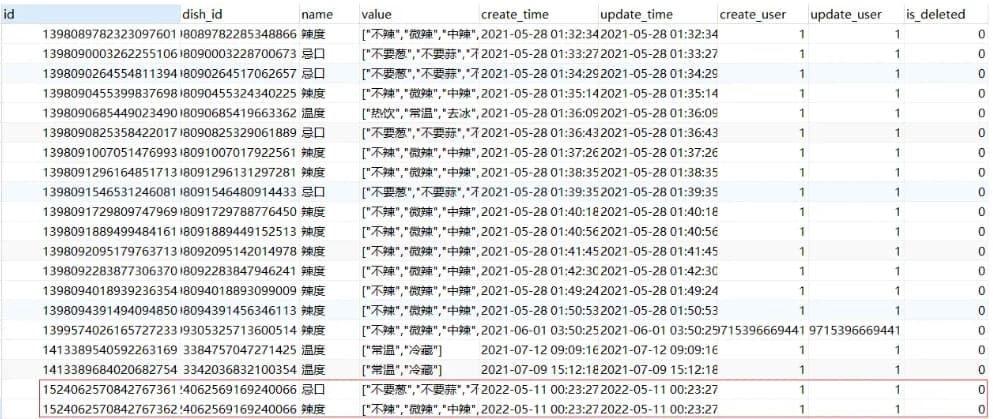 id dish_id name value create_time update_time create_user update_user is_deleted
1398089782323097601 0808978228534886​6 辣度 ["不辣","微辣","中辣", 2021-05-28 01:32:34 2021-05-28 01:32:34 1 1 0
1398090003262255106 80900032287006​73 忌口 ["不要葱","不要蒜","不 2021-05-28 01:33:27 2021-05-28 01:33:27 1 1 0
1398090264554811394 8090264517062657 忌口 ["不要葱","不要蒜","不 2021-05-28 01:34:29 2021-05-28 01:34:29 1 1 0
1398090455399837698 8090455324340225 辣度 ["不辣","微辣","中辣", 2021-05-28 01:35:14 2021-05-28 01:35:14 1 1 0
1398090685449023490 8090685419663362 温度 ["热饮","常温","去冰", 2021-05-28 01:36:09 2021-05-28 01:36:09 1 1 0
1398090825358422017 8090825329061889 忌口 ["不要葱","不要蒜","不 2021-05-28 01:36:43 2021-05-28 01:36:43 1 1 0
1398091007051476993 8091007017922561 辣度 ["不辣","微辣","中辣", 2021-05-28 01:37:26 2021-05-28 01:37:26 1 1 0
1398091296164851713 8091296131297281 辣度 ["不辣","微辣","中辣", 2021-05-28 01:38:35 2021-05-28 01:38:35 1 1 0
1398091546531246081 8091546480914433 忌口 ["不要葱","不要蒜","不 2021-05-28 01:39:35 2021-05-28 01:39:35 1 1 0
1398091729809747969 8091729788776450 辣度 ["不辣","微辣","中辣", 2021-05-28 01:40:18 2021-05-28 01:40:18 1 1 0
1398091889499484161 8091889449152513 辣度 ["不辣","微辣","中辣", 2021-05-28 01:40:56 2021-05-28 01:40:56 1 1 0
1398092095179763713 8092095142014978 辣度 ["不辣","微辣","中辣", 2021-05-28 01:41:45 2021-05-28 01:41:45 1 1 0
1398092283877306370 8092283847946241 辣度 ["不辣","微辣","中辣", 2021-05-28 01:42:30 2021-05-28 01:42:30 1 1 0
1398094018939236354 8094018893099009 辣度 ["不辣","微辣","中辣", 2021-05-28 01:49:24 2021-05-28 01:49:24 1 1 0
1398094391494094850 8094391456346113 辣度 ["不辣","微辣","中辣", 2021-05-28 01:50:53 2021-05-28 01:50:53 1 1 0
1399574026165727233 9305325713600514 辣度 ["不辣","微辣","中辣", 2021-06-01 03:50:25 2021-06-01 03:50:25 9715396669441 9715396669441 0
1413389540592263169 3384757047271425 温度 ["常温","冷藏"] 2021-07-12 09:09:16 2021-07-12 09:09:16 1 1 0
1413389684020682754 3342036832100354 温度 ["常温","冷藏"] 2021-07-09 15:12:18 2021-07-09 15:12:18 1 1 0
1524062570842767361 4062569169240066 忌口 ["不要葱","不要蒜","不 2022-05-11 00:23:27 2022-05-11 00:23:27 1 1 0
1524062570842767362 4062569169240066 辣度 ["不辣","微辣","中辣", 2022-05-11 00:23:27 2022-05-11 00:23:27 1 1 0